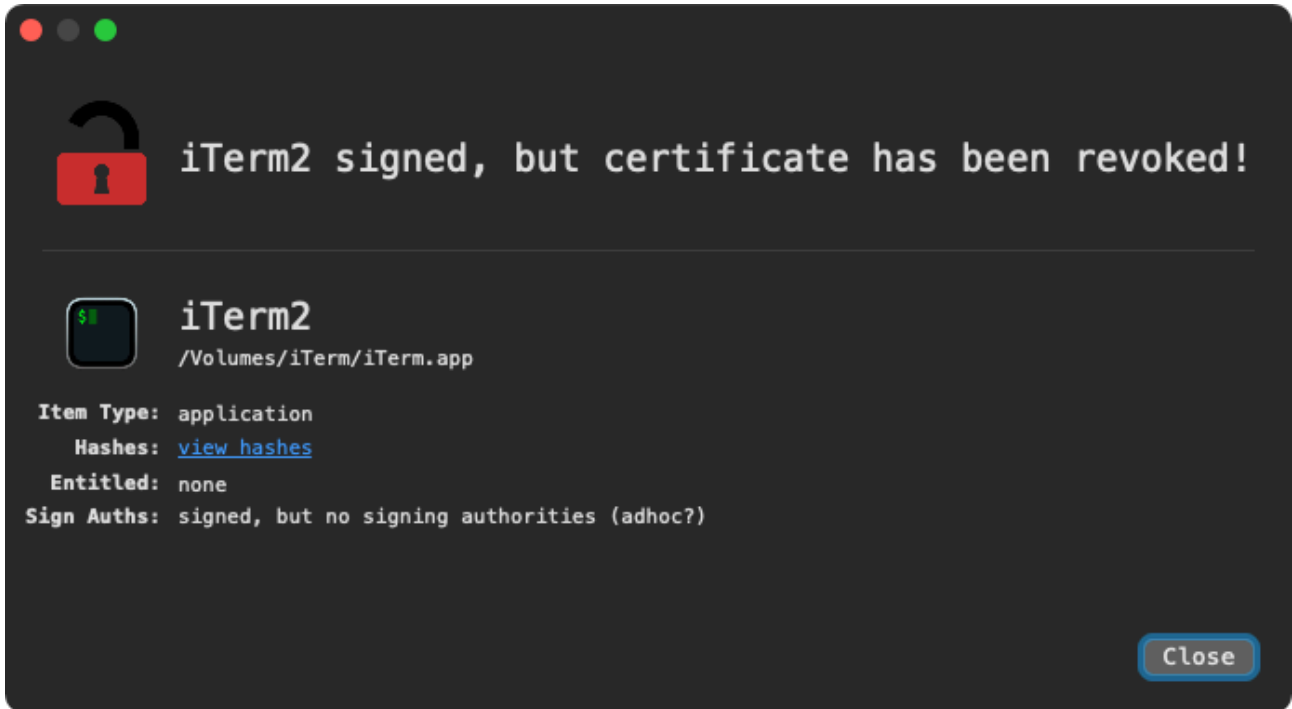 iTerm2 signed, but certificate has been revoked!
$
iTerm2
/Volumes/iTerm/iTerm.app
Item Type: application
Hashes: view hashes
Entitled: none
Sign Auths: signed, but no signing authorities (adhoc?)
Close